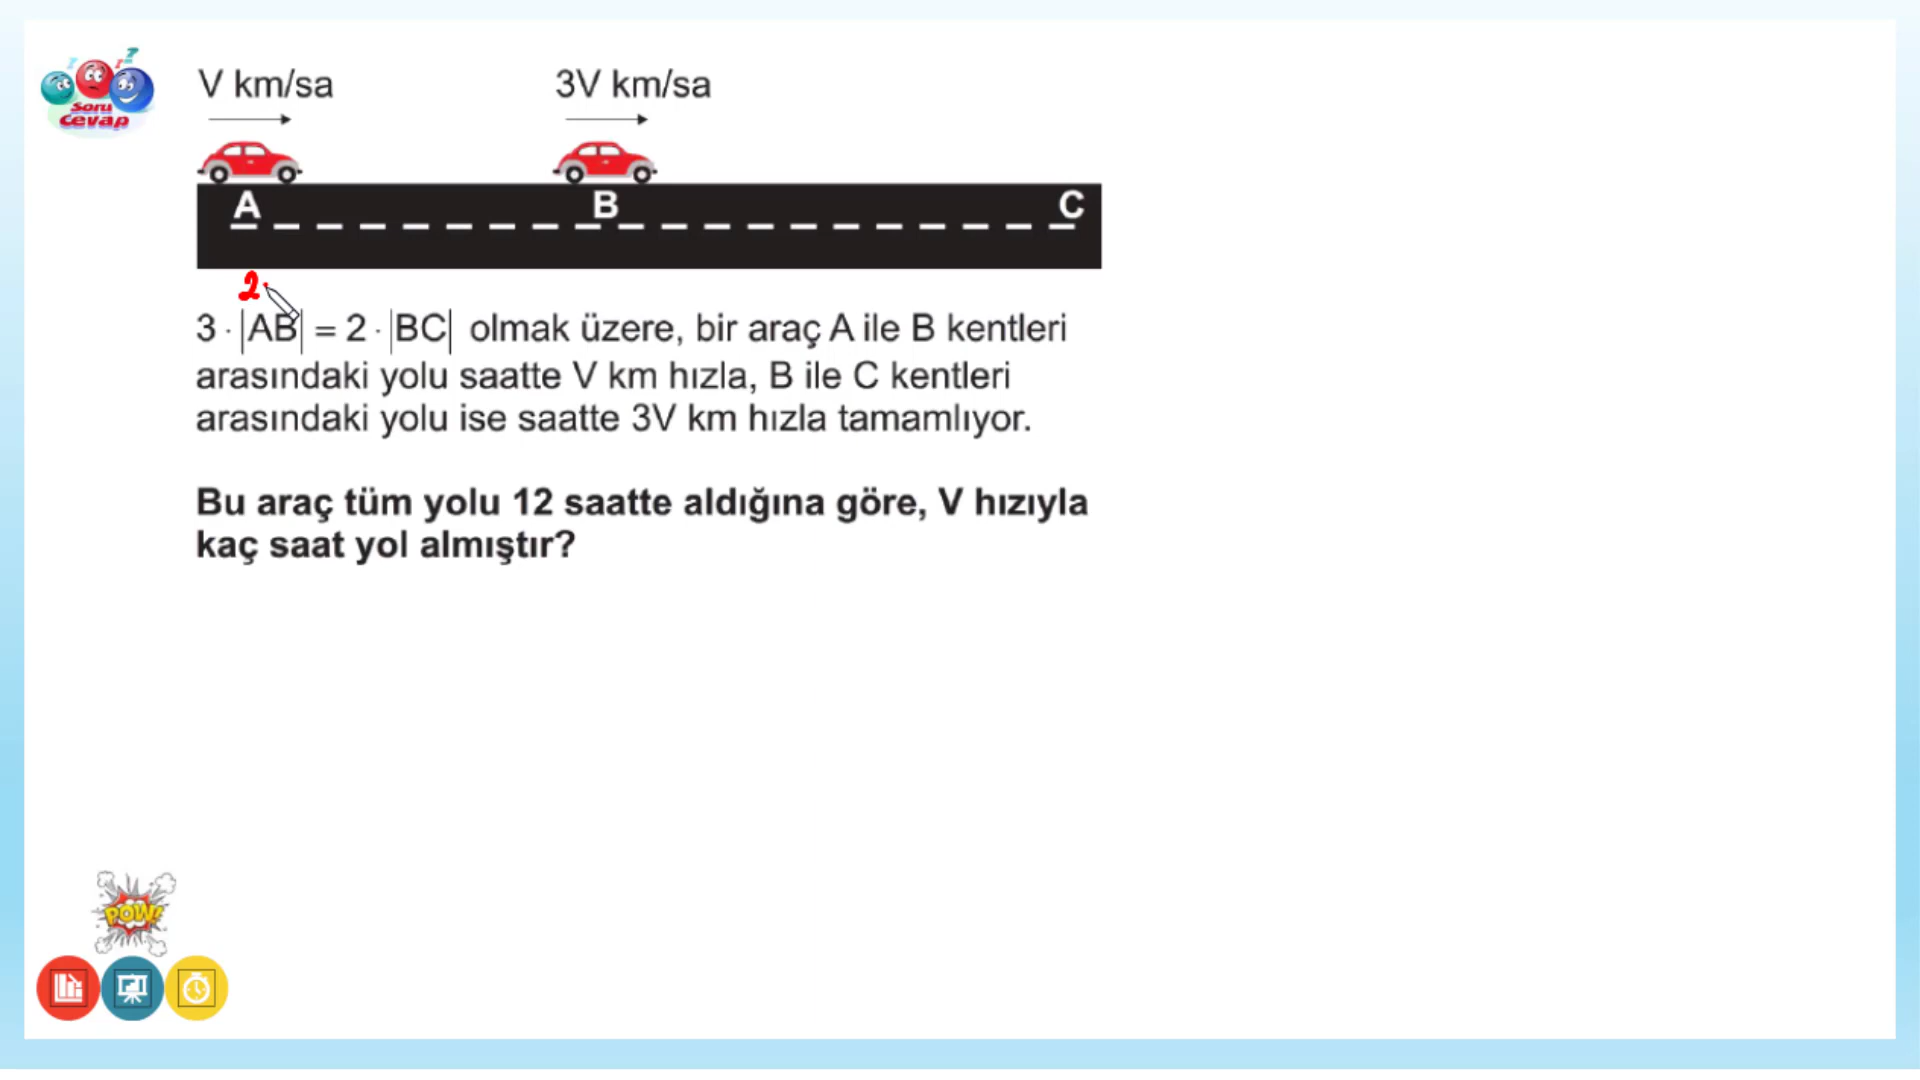 Soru
Cevap
V km/sa
3V km/sa
A
B
C
2
3 · |AB| = 2 · |BC| olmak üzere, bir araç A ile B kentleri
arasındaki yolu saatte V km hızla, B ile C kentleri
arasındaki yolu ise saatte 3V km hızla tamamlıyor.
Bu araç tüm yolu 12 saatte aldığına göre, V hızıyla
kaç saat yol almıştır?
POW!